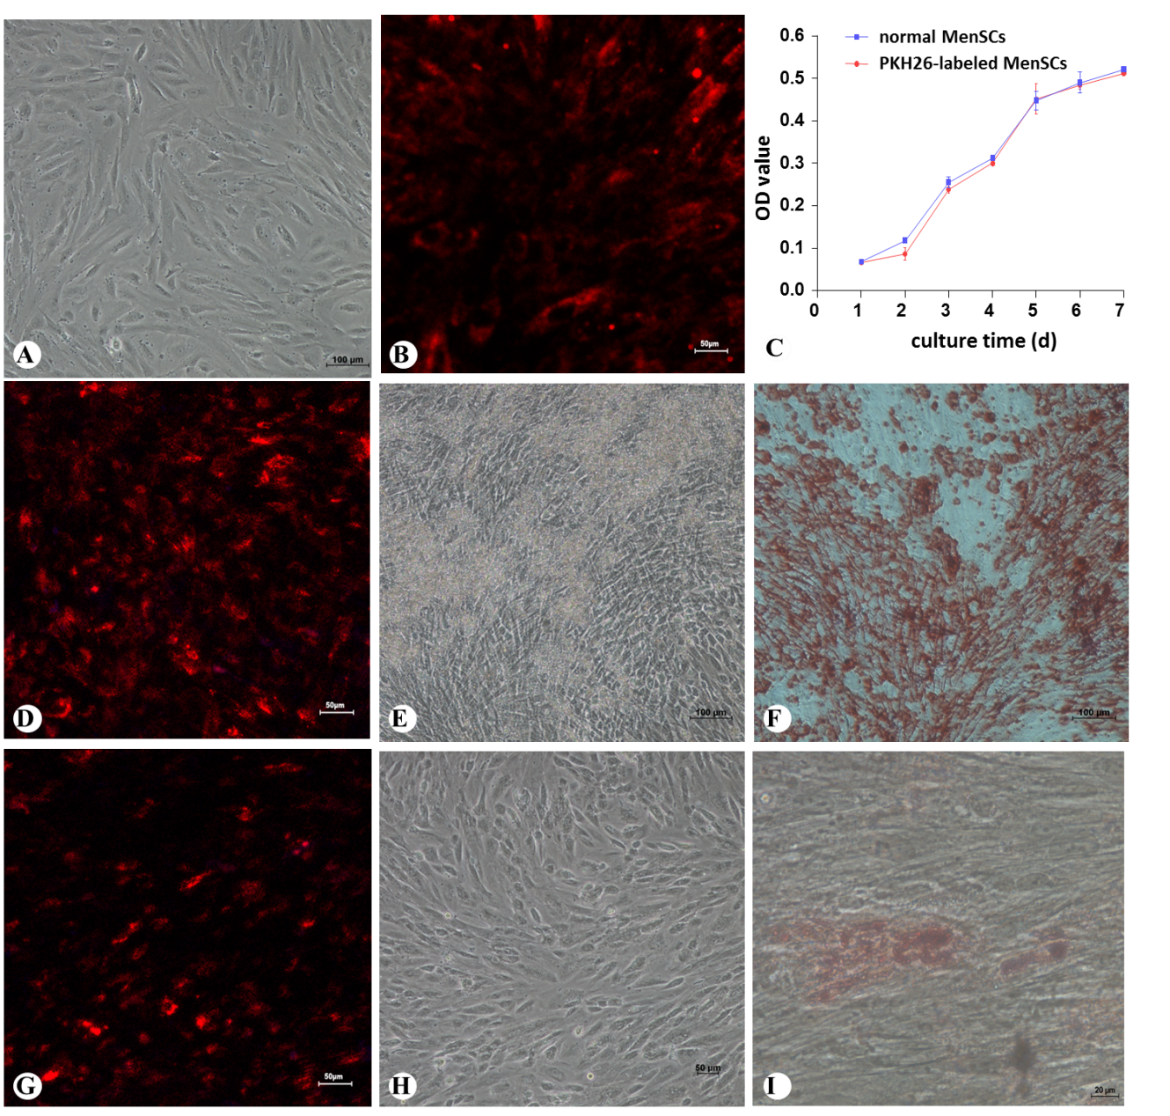 A
100 μm
B
50μm
0.6
0.5
0.4
0.3
0.2
0.1
0.0
OD value
normal MenSCs
PKH26-labeled MenSCs
0 1 2 3 4 5 6 7
culture time (d)
C
D
50μm
E
100 μm
F
100 μm
G
50μm
H
50 μm
I
20 μm